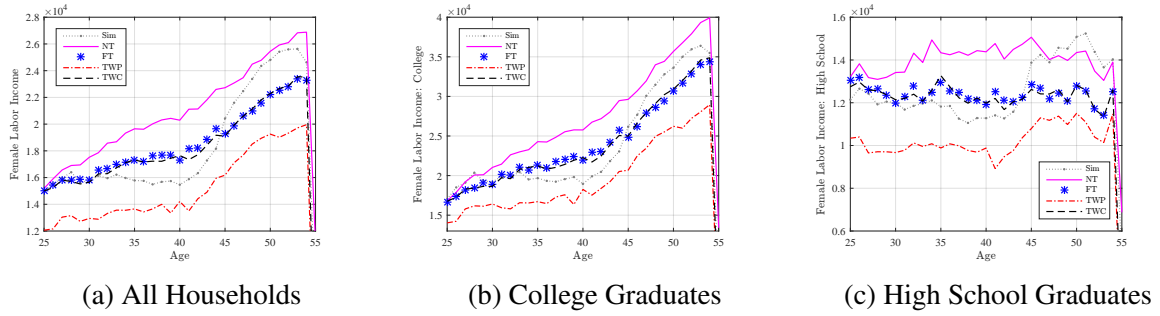 ×10⁴
2.8
2.6
2.4
2.2
2
1.8
1.6
1.4
1.2
25 30 35 40 45 50 55
Age
Female Labor Income
Sim
NT
FT
TWP
TWC
(a) All Households
×10⁴
4
3.5
3
2.5
2
1.5
25 30 35 40 45 50 55
Age
Female Labor Income: College
Sim
NT
FT
TWP
TWC
(b) College Graduates
×10⁴
1.6
1.4
1.2
1
0.8
0.6
25 30 35 40 45 50 55
Age
Female Labor Income: High School
Sim
NT
FT
TWP
TWC
(c) High School Graduates